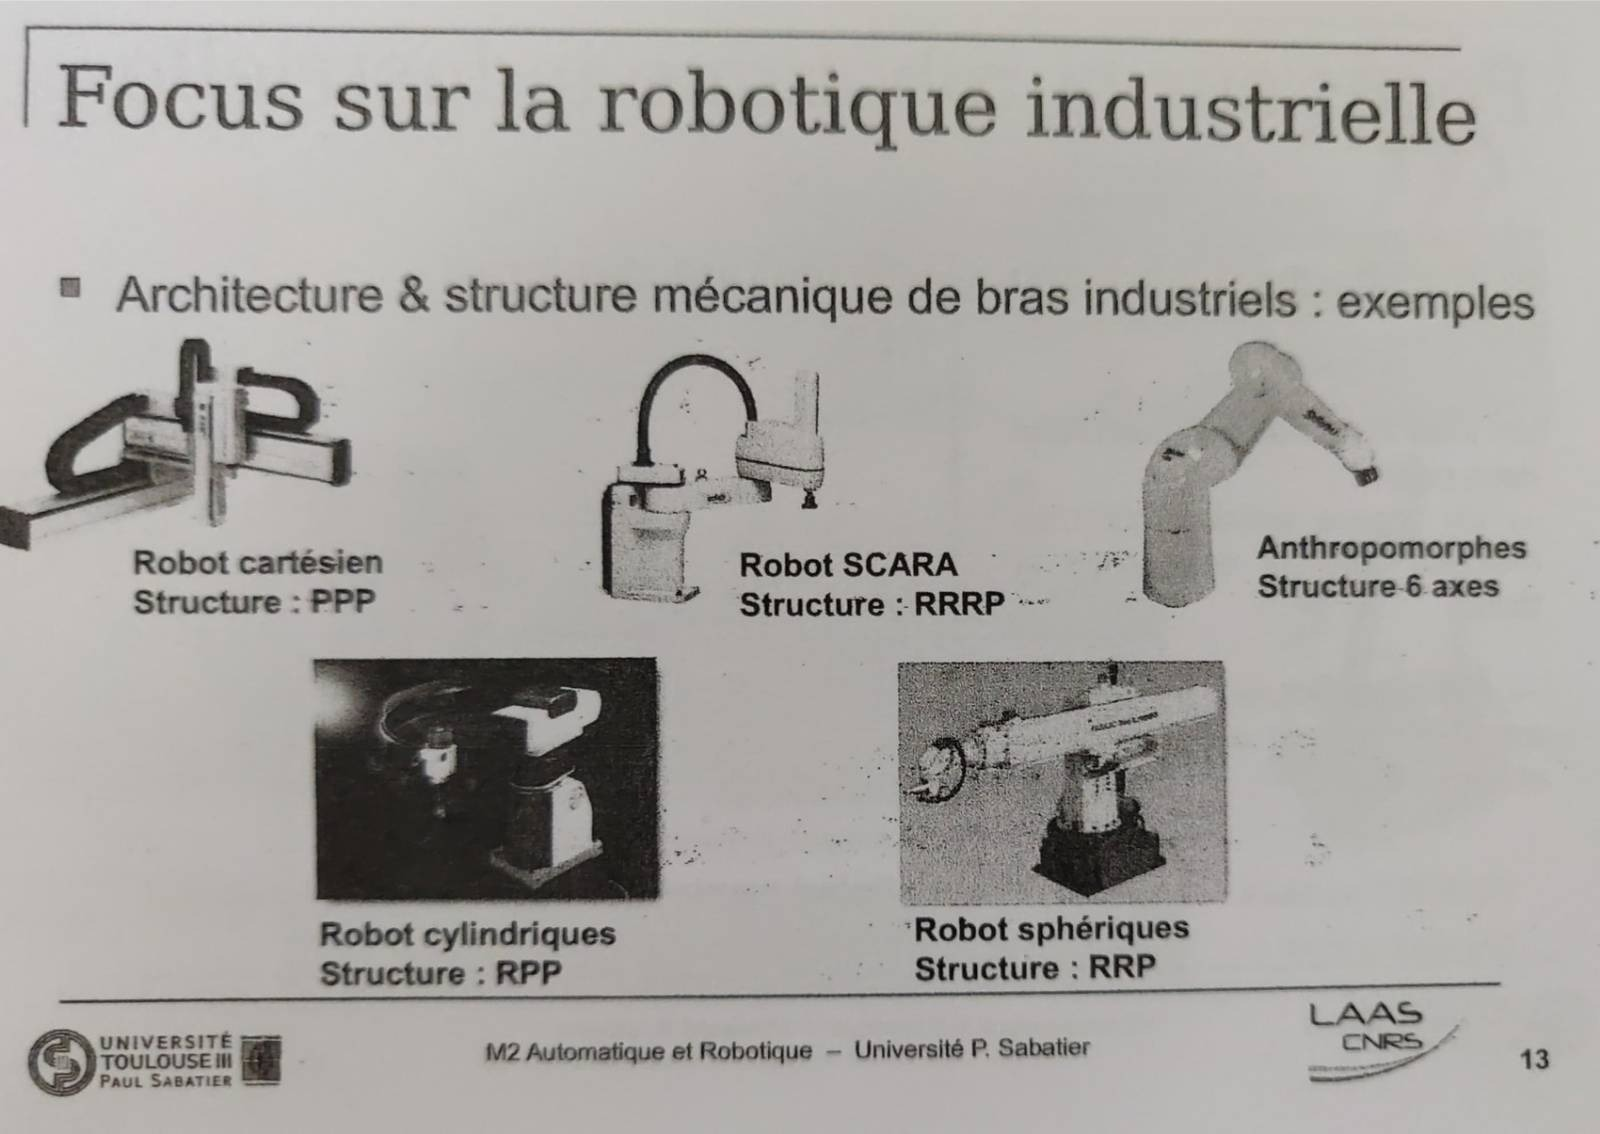 Focus sur la robotique industrielle
Architecture & structure mécanique de bras industriels : exemples
Robot cartésien
Structure : PPP
Robot SCARA
Structure : RRRP
Anthropomorphes
Structure 6 axes
Robot cylindriques
Structure : RPP
Robot sphériques
Structure : RRP
UNIVERSITÉ
TOULOUSE III
PAUL SABATIER
M2 Automatique et Robotique – Université P. Sabatier
LAAS
CNRS
13